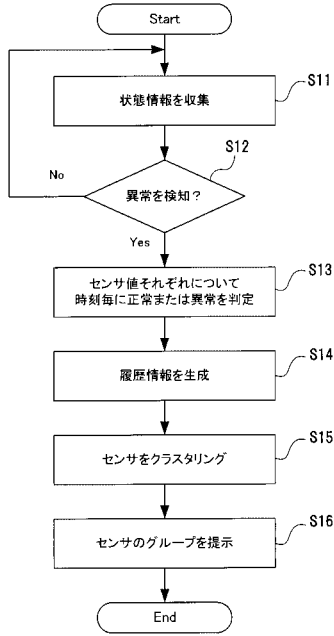 Start
状態情報を収集
S11
異常を検知?
S12
No
Yes
センサ値それぞれについて
時刻毎に正常または異常を判定
S13
履歴情報を生成
S14
センサをクラスタリング
S15
センサのグループを提示
S16
End